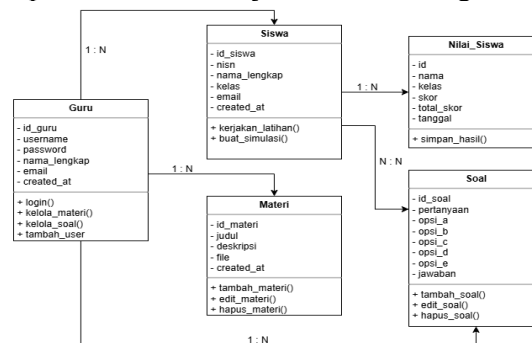 Siswa
- id_siswa
- nisn
- nama_lengkap
- kelas
- email
- created_at
+ kerjakan_latihan()
+ buat_simulasi()
Nilai_Siswa
- id
- nama
- kelas
- skor
- total_skor
- tanggal
+ simpan_hasil()
Guru
- id_guru
- username
- password
- nama_lengkap
- email
- created_at
+ login()
+ kelola_materi()
+ kelola_soal()
+ tambah_user
Materi
- id_materi
- judul
- deskripsi
- file
- created_at
+ tambah_materi()
+ edit_materi()
+ hapus_materi()
Soal
- id_soal
- pertanyaan
- opsi_a
- opsi_b
- opsi_c
- opsi_d
- opsi_e
- jawaban
+ tambah_soal()
+ edit_soal()
+ hapus_soal()
1 : N
1 : N
N : N
1 : N
1 : N